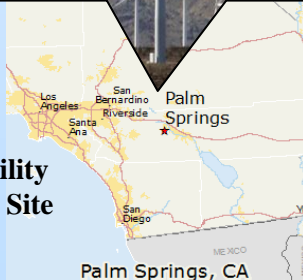 San
Bernardino
Los
Angeles
Palm
Springs
Riverside
Santa
Ana
ility
Site
San
Diego
Y
MEXICO
Palm Springs, CA